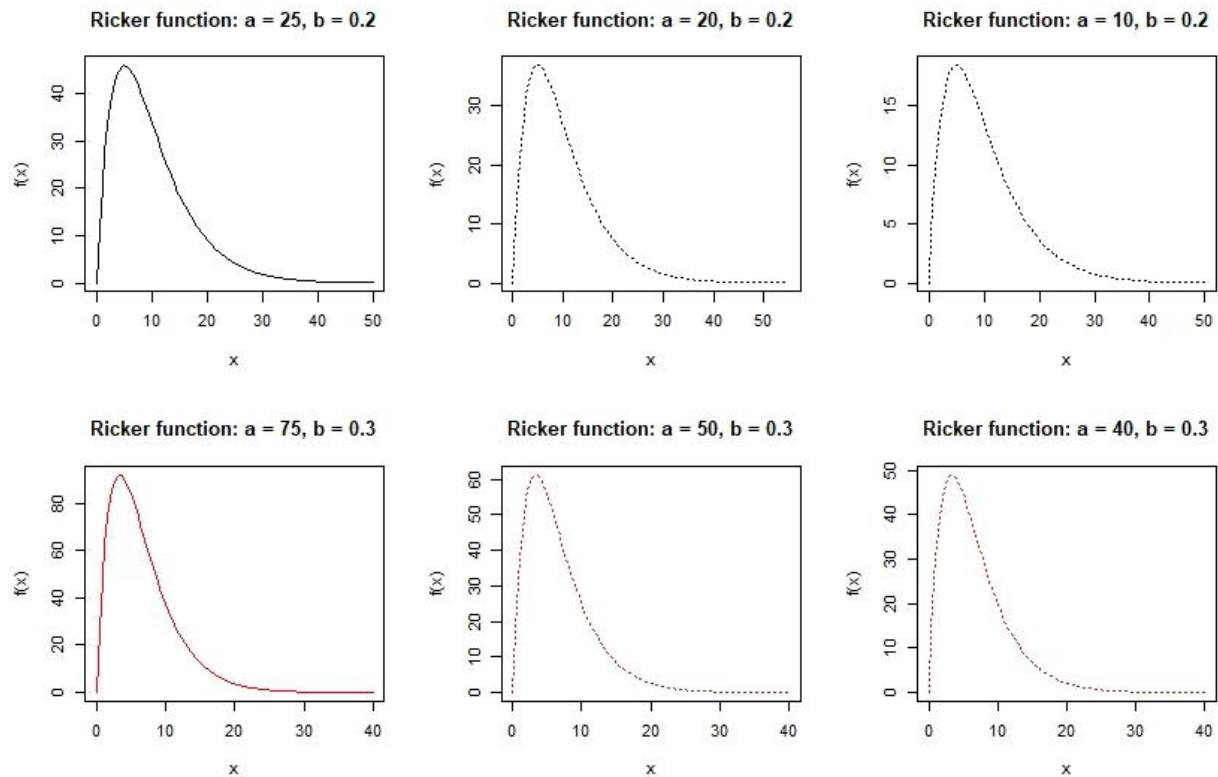 Ricker function: a = 25, b = 0.2
f(x)
0 10 20 30 40
0 10 20 30 40 50
x
Ricker function: a = 20, b = 0.2
f(x)
0 10 20 30
0 10 20 30 40 50
x
Ricker function: a = 10, b = 0.2
f(x)
0 5 10 15
0 10 20 30 40 50
x
Ricker function: a = 75, b = 0.3
f(x)
0 20 40 60 80
0 10 20 30 40
x
Ricker function: a = 50, b = 0.3
f(x)
0 10 20 30 40 50 60
0 10 20 30 40
x
Ricker function: a = 40, b = 0.3
f(x)
0 10 20 30 40 50
0 10 20 30 40
x